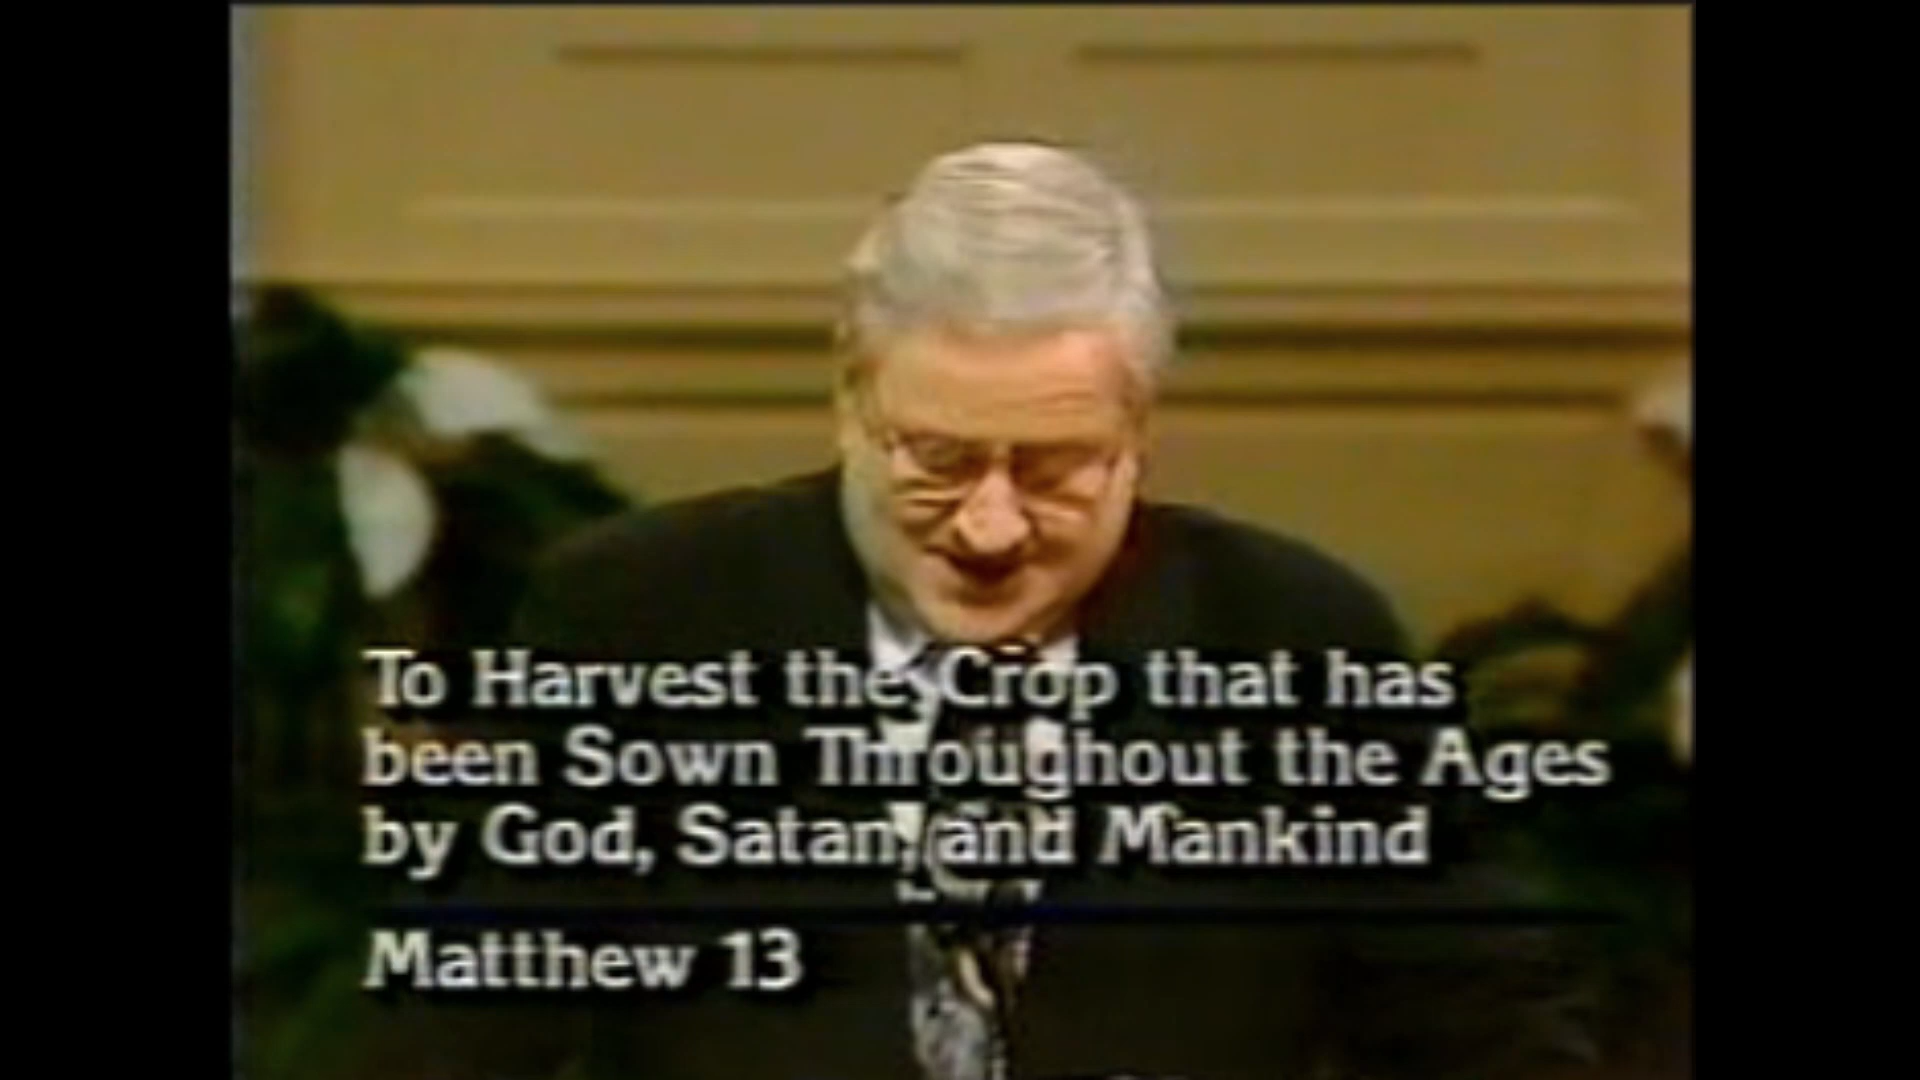 To Harvest the Crop that has
been Sown Throughout the Ages
by God, Satan, and Mankind
Matthew 13